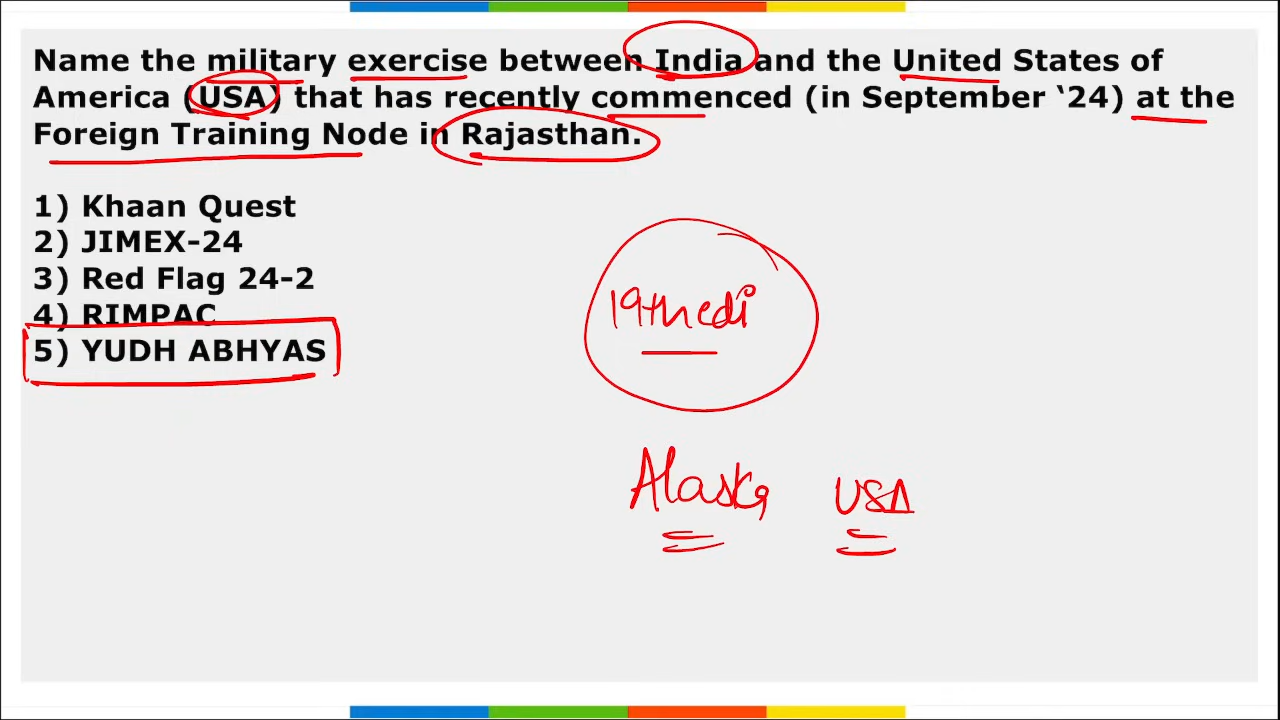 Name the military exercise between India and the United States of
America (USA) that has recently commenced (in September ‘24) at the
Foreign Training Node in Rajasthan.
1) Khaan Quest
2) JIMEX-24
3) Red Flag 24-2
4) RIMPAC
5) YUDH ABHYAS
19th edi
Alaska USA